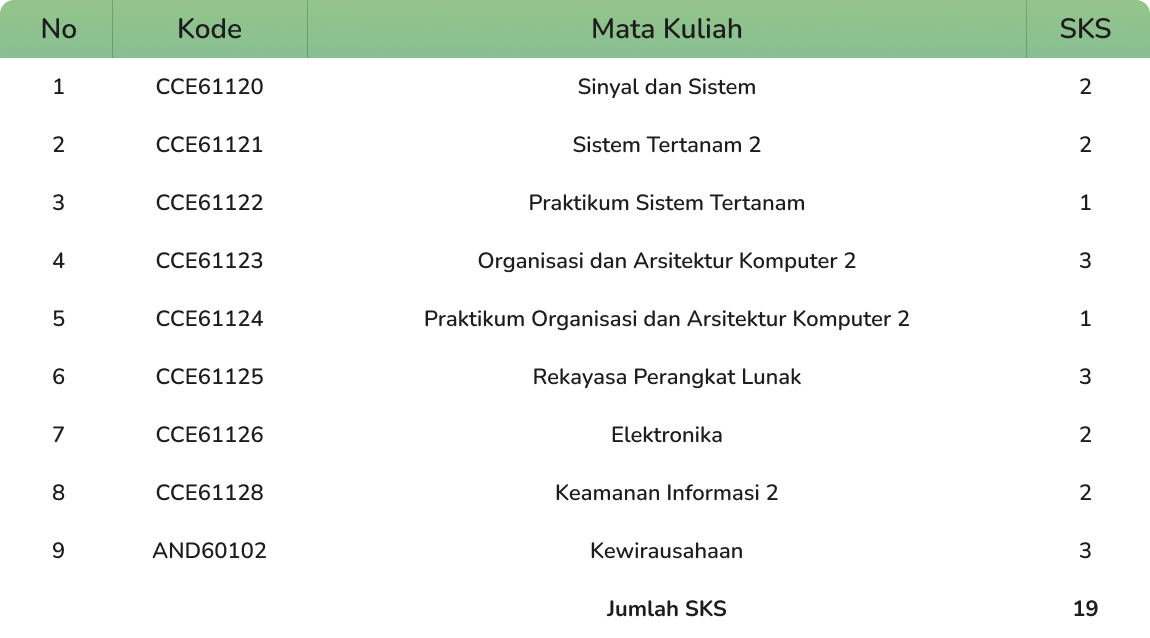 No Kode Mata Kuliah SKS
1 CCE61120 Sinyal dan Sistem 2
2 CCE61121 Sistem Tertanam 2 2
3 CCE61122 Praktikum Sistem Tertanam 1
4 CCE61123 Organisasi dan Arsitektur Komputer 2 3
5 CCE61124 Praktikum Organisasi dan Arsitektur Komputer 2 1
6 CCE61125 Rekayasa Perangkat Lunak 3
7 CCE61126 Elektronika 2
8 CCE61128 Keamanan Informasi 2 2
9 AND60102 Kewirausahaan 3
Jumlah SKS 19